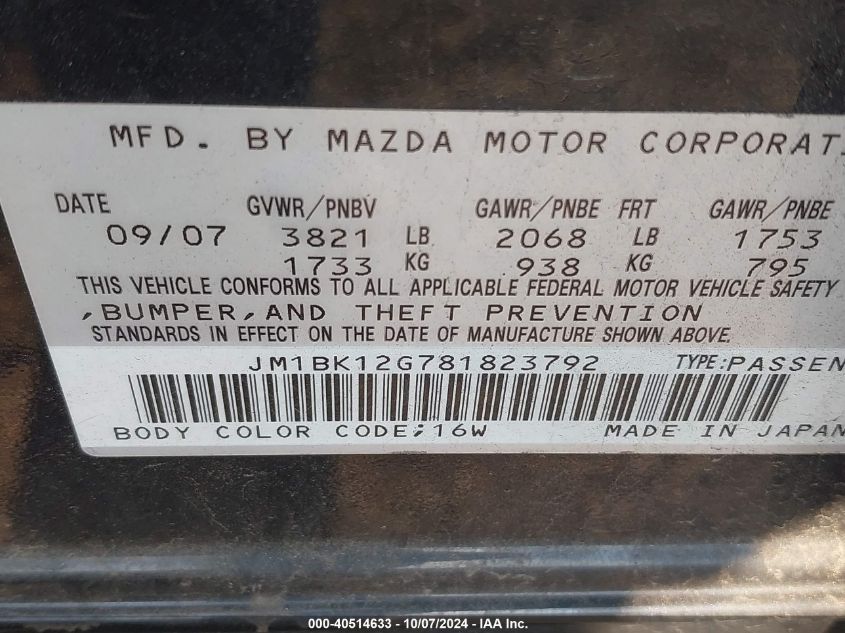 MFD. BY MAZDA MOTOR CORPORAT
DATE GVWR/PNBV GAWR/PNBE FRT GAWR/PNBE
09/07 3821 LB 2068 LB 1753
1733 KG 938 KG 795
THIS VEHICLE CONFORMS TO ALL APPLICABLE FEDERAL MOTOR VEHICLE SAFETY
,BUMPER,AND THEFT PREVENTION
STANDARDS IN EFFECT ON THE DATE OF MANUFACTURE SHOWN ABOVE.
JM1BK12G781823792 TYPE:PASSEN
BODY COLOR CODE;16W MADE IN JAPAN
000-40514633 - 10/07/2024 - IAA Inc.